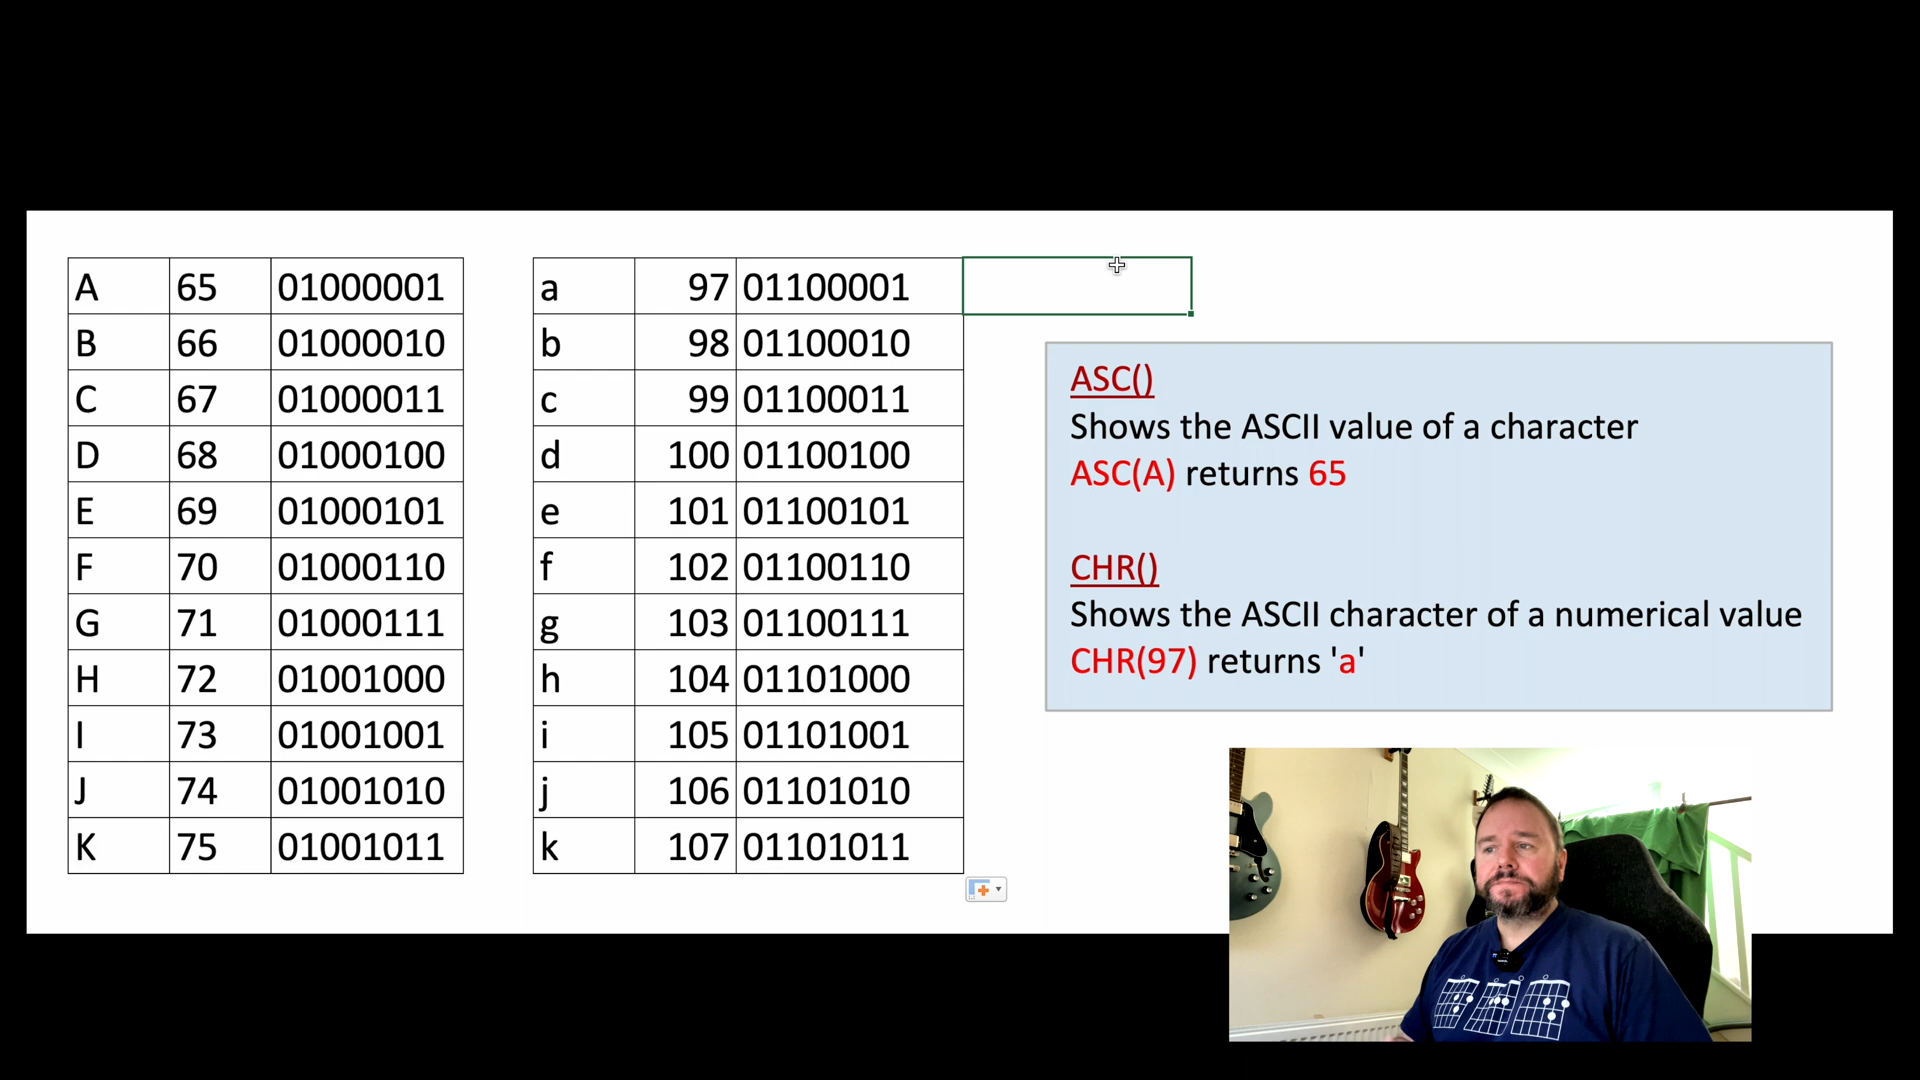 A 65 01000001
B 66 01000010
C 67 01000011
D 68 01000100
E 69 01000101
F 70 01000110
G 71 01000111
H 72 01001000
I 73 01001001
J 74 01001010
K 75 01001011
a 97 01100001
b 98 01100010
c 99 01100011
d 100 01100100
e 101 01100101
f 102 01100110
g 103 01100111
h 104 01101000
i 105 01101001
j 106 01101010
k 107 01101011
ASC()
Shows the ASCII value of a character
ASC(A) returns 65
CHR()
Shows the ASCII character of a numerical value
CHR(97) returns 'a'